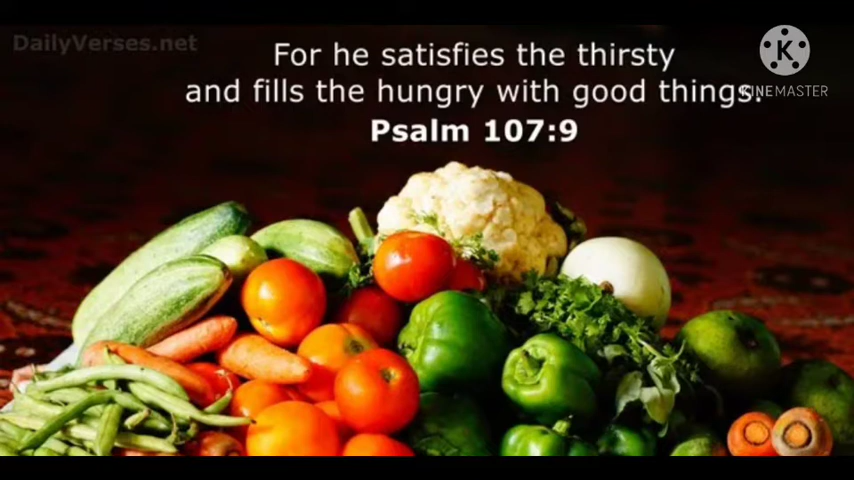 DailyVerses.net
For he satisfies the thirsty
and fills the hungry with good things.
Psalm 107:9
K
KINEMASTER